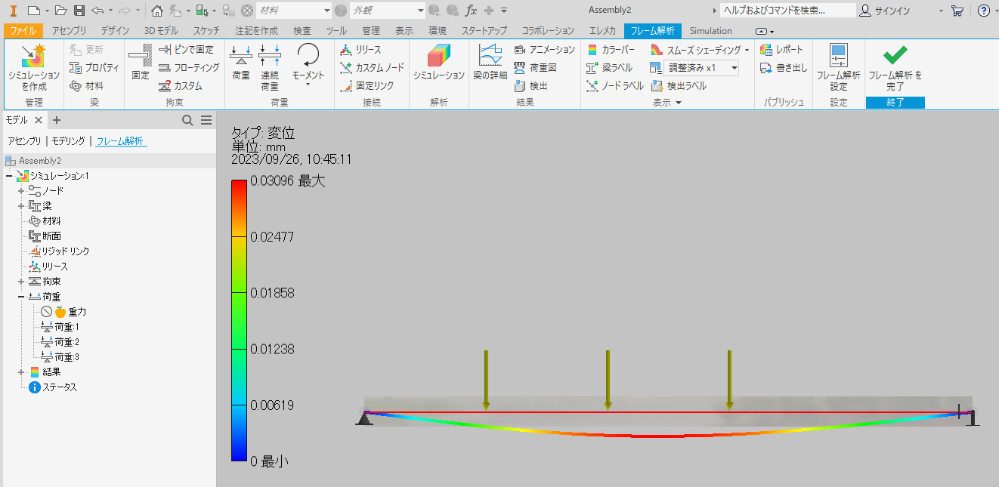 材料
外観
fx
Assembly2
ヘルプおよびコマンドを検索...
サインイン
ファイル アセンブリ デザイン 3D モデル スケッチ 注記を作成 検査 ツール 管理 表示 環境 スタートアップ コラボレーション エレメカ フレーム解析 Simulation
シミュレーション
を作成
管理
更新
プロパティ
材料
梁
固定
ピンで固定
フローティング
カスタム
拘束
荷重
連続
荷重
モーメント
荷重
リリース
カスタム ノード
固定リンク
接続
シミュレーション
解析
梁の詳細
アニメーション
荷重図
検出
結果
カラーバー
梁ラベル
ノードラベル
スムーズ シェーディング
調整済み x1
検出ラベル
表示
レポート
書き出し
パブリッシュ
フレーム解析
設定
設定
フレーム解析 を
完了
終了
モデル
アセンブリ | モデリング | フレーム解析
Assembly2
シミュレーション:1
ノード
梁
材料
断面
リジッド リンク
リリース
拘束
荷重
重力
荷重:1
荷重:2
荷重:3
結果
ステータス
タイプ: 変位
単位: mm
2023/09/26, 10:45:11
0.03096 最大
0.02477
0.01858
0.01238
0.00619
0 最小